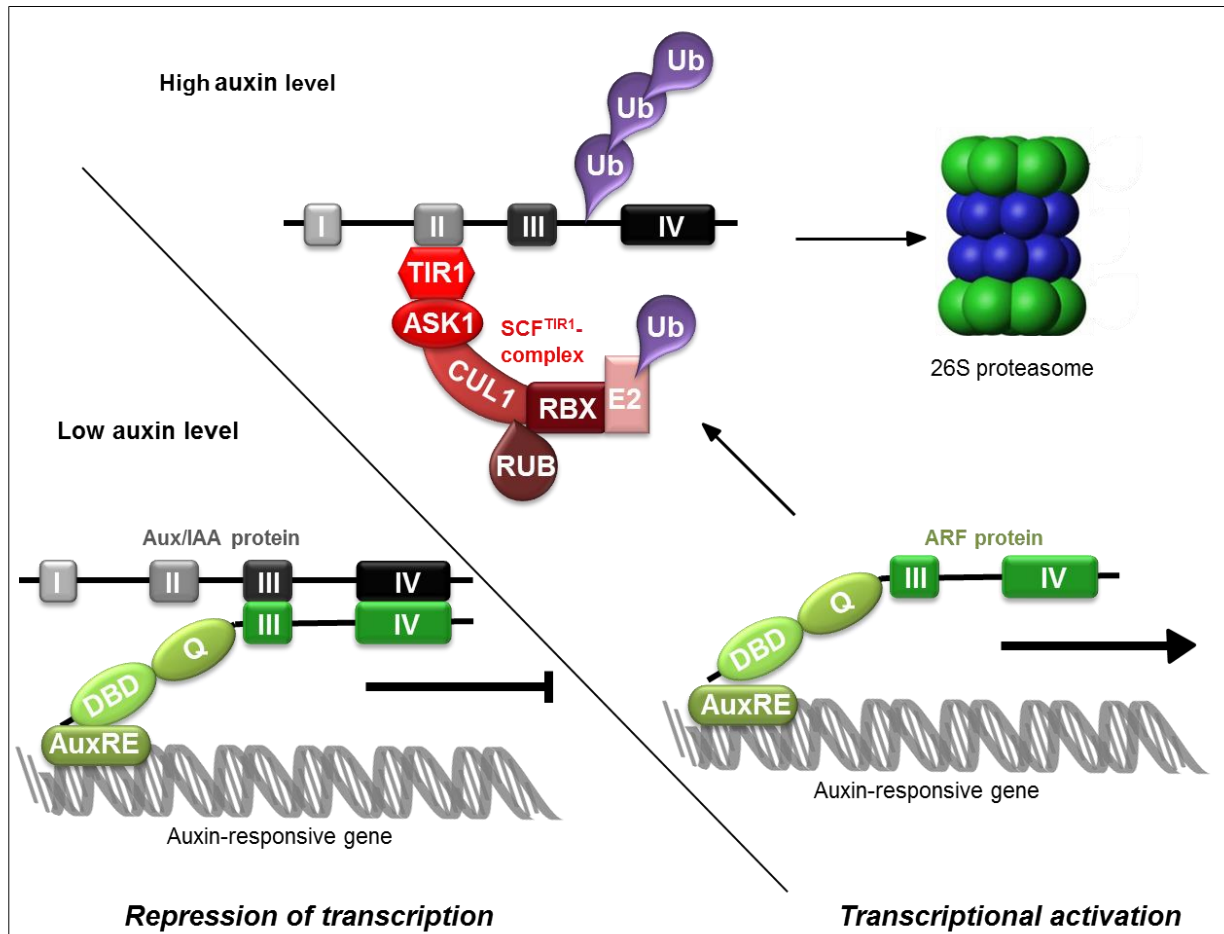 High auxin level
Ub
Ub
Ub
I II III IV
TIR1
ASK1
SCF^TIR1-
complex
CUL1
RBX
E2
Ub
RUB
26S proteasome
Low auxin level
Aux/IAA protein
I II III IV
III IV
Q
DBD
AuxRE
Auxin-responsive gene
ARF protein
III IV
Q
DBD
AuxRE
Auxin-responsive gene
Repression of transcription
Transcriptional activation